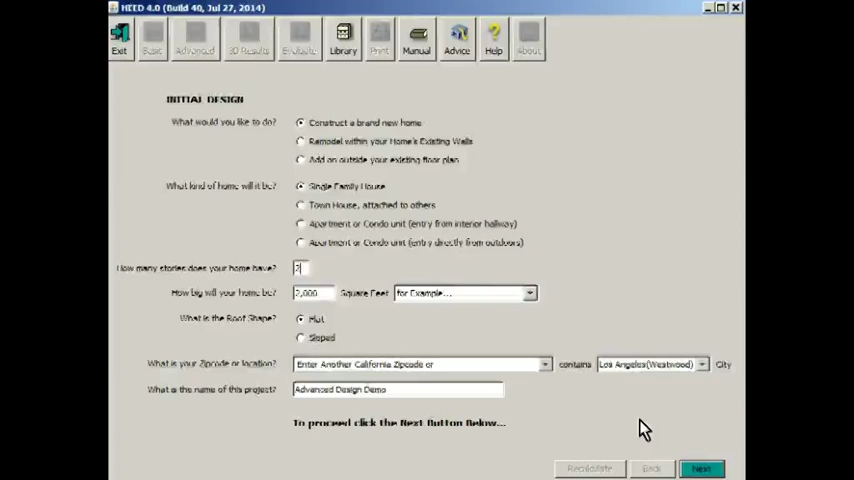 HEED 4.0 (Build 40, Jul 27, 2014)
Exit Basic Advanced 3D Results Evaluate Library Print Manual Advice Help About
INITIAL DESIGN
What would you like to do? Construct a brand new home
Remodel within your Home's Existing Walls
Add on outside your existing floor plan
What kind of home will it be? Single Family House
Town House, attached to others
Apartment or Condo unit (entry from interior hallway)
Apartment or Condo unit (entry directly from outdoors)
How many stories does your home have? 2
How big will your home be? 2,000 Square Feet for Example...
What is the Roof Shape? Flat
Sloped
What is your Zipcode or location? Enter Another California Zipcode or contains Los Angeles(Westwood) City
What is the name of this project? Advanced Design Demo
To proceed click the Next Button Below...
Recalculate Back Next